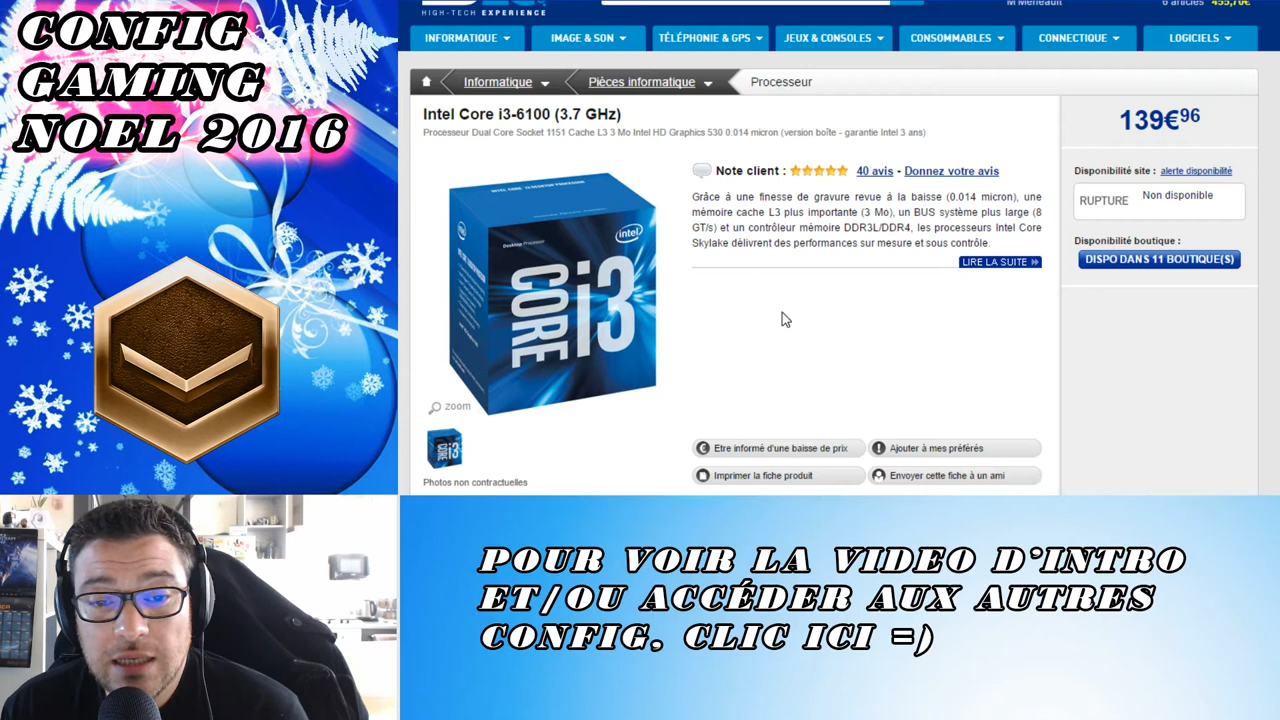 CONFIG
GAMING
NOEL 2016
HIGH-TECH EXPERIENCE
6 articles
INFORMATIQUE
IMAGE & SON
TÉLÉPHONIE & GPS
JEUX & CONSOLES
CONSOMMABLES
CONNECTIQUE
LOGICIELS
Informatique
Pièces informatique
Processeur
Intel Core i3-6100 (3.7 GHz)
Processeur Dual Core Socket 1151 Cache L3 3 Mo Intel HD Graphics 530 0.014 micron (version boîte - garantie Intel 3 ans)
139€96
Note client :
40 avis - Donnez votre avis
Grâce à une finesse de gravure revue à la baisse (0.014 micron), une
mémoire cache L3 plus importante (3 Mo), un BUS système plus large (8
GT/s) et un contrôleur mémoire DDR3L/DDR4, les processeurs Intel Core
Skylake délivrent des performances sur mesure et sous contrôle.
LIRE LA SUITE
Disponibilité site : alerte disponibilité
RUPTURE
Non disponible
Disponibilité boutique :
DISPO DANS 11 BOUTIQUE(S)
intel
CORE i3
zoom
Etre informé d'une baisse de prix
Ajouter à mes préférés
Imprimer la fiche produit
Envoyer cette fiche à un ami
Photos non contractuelles
POUR VOIR LA VIDEO D'INTRO
ET/OU ACCÉDER AUX AUTRES
CONFIG, CLIC ICI =)